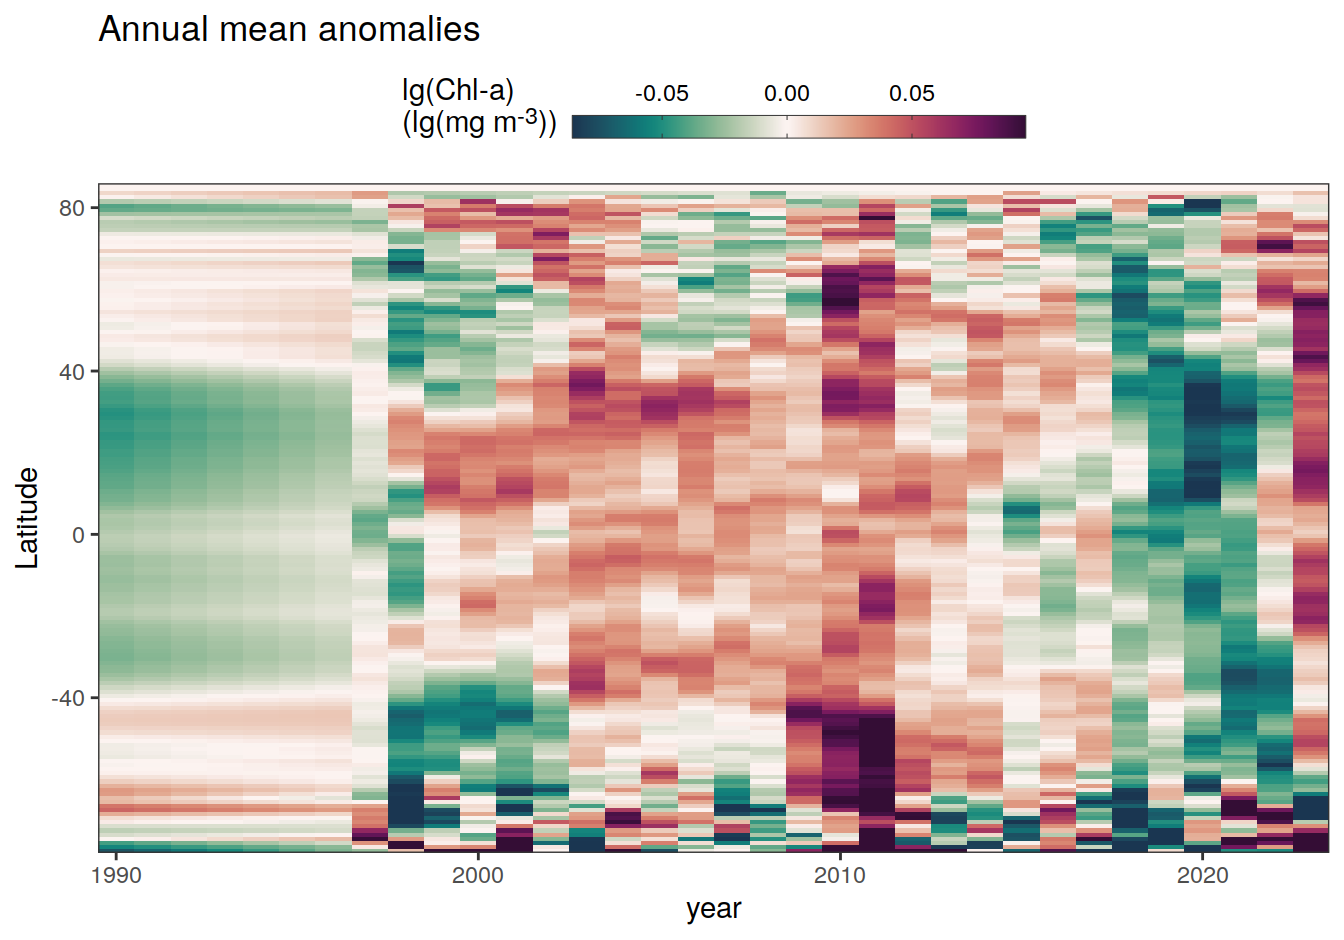 Annual mean anomalies
lg(Chl-a)
(lg(mg m⁻³))
-0.05 0.00 0.05
80
40
0
-40
Latitude
1990 2000 2010 2020
year